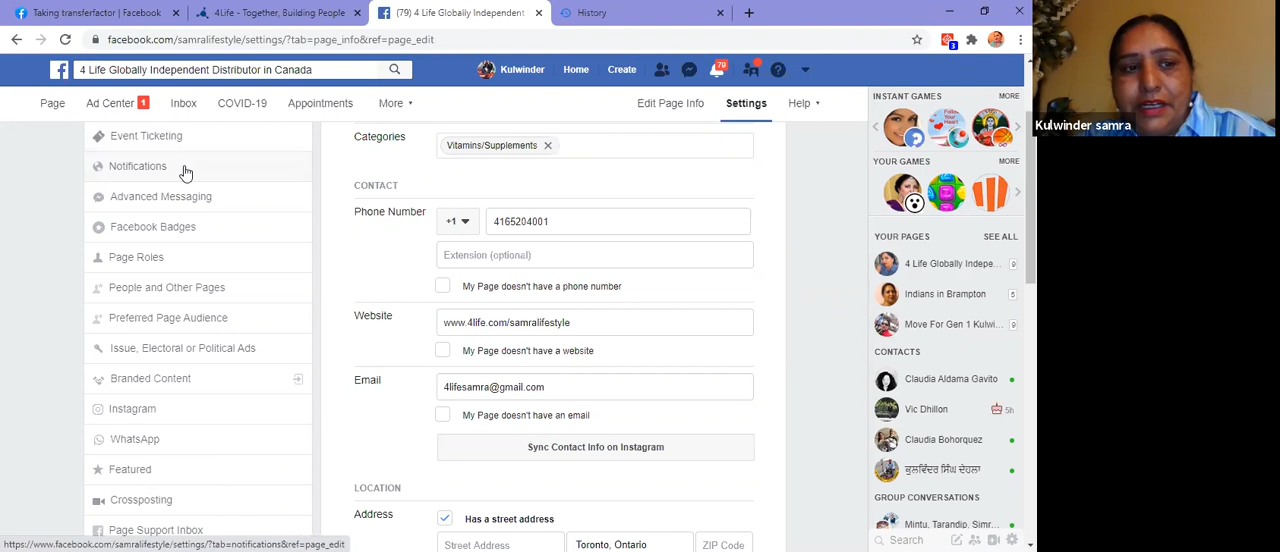 Taking transferfactor | Facebook
4Life - Together, Building People
(79) 4 Life Globally Independent
History
facebook.com/samralifestyle/settings/?tab=page_info&ref=page_edit
3
4 Life Globally Independent Distributor in Canada
Kulwinder
Home
Create
79
Kulwinder samra
Page
Ad Center 1
Inbox
COVID-19
Appointments
More
Edit Page Info
Settings
Help
Event Ticketing
Notifications
Advanced Messaging
Facebook Badges
Page Roles
People and Other Pages
Preferred Page Audience
Issue, Electoral or Political Ads
Branded Content
Instagram
WhatsApp
Featured
Crossposting
Page Support Inbox
https://www.facebook.com/samralifestyle/settings/?tab=notifications&ref=page_edit
Categories
Vitamins/Supplements
CONTACT
Phone Number
+1
4165204001
Extension (optional)
My Page doesn't have a phone number
Website
www.4life.com/samralifestyle
My Page doesn't have a website
Email
4lifesamra@gmail.com
My Page doesn't have an email
Sync Contact Info on Instagram
LOCATION
Address
Has a street address
Street Address
Toronto, Ontario
ZIP Code
INSTANT GAMES
MORE
YOUR GAMES
MORE
YOUR PAGES
SEE ALL
4 Life Globally Indepe...
9
Indians in Brampton
5
Move For Gen 1 Kulwi...
9
CONTACTS
Claudia Aldama Gavito
Vic Dhillon
5h
Claudia Bohorquez
ਕੁਲਵਿੰਦਰ ਸਿੰਘ ਦੇਹਲਾ
GROUP CONVERSATIONS
Mintu, Tarandip, Simr...
Search